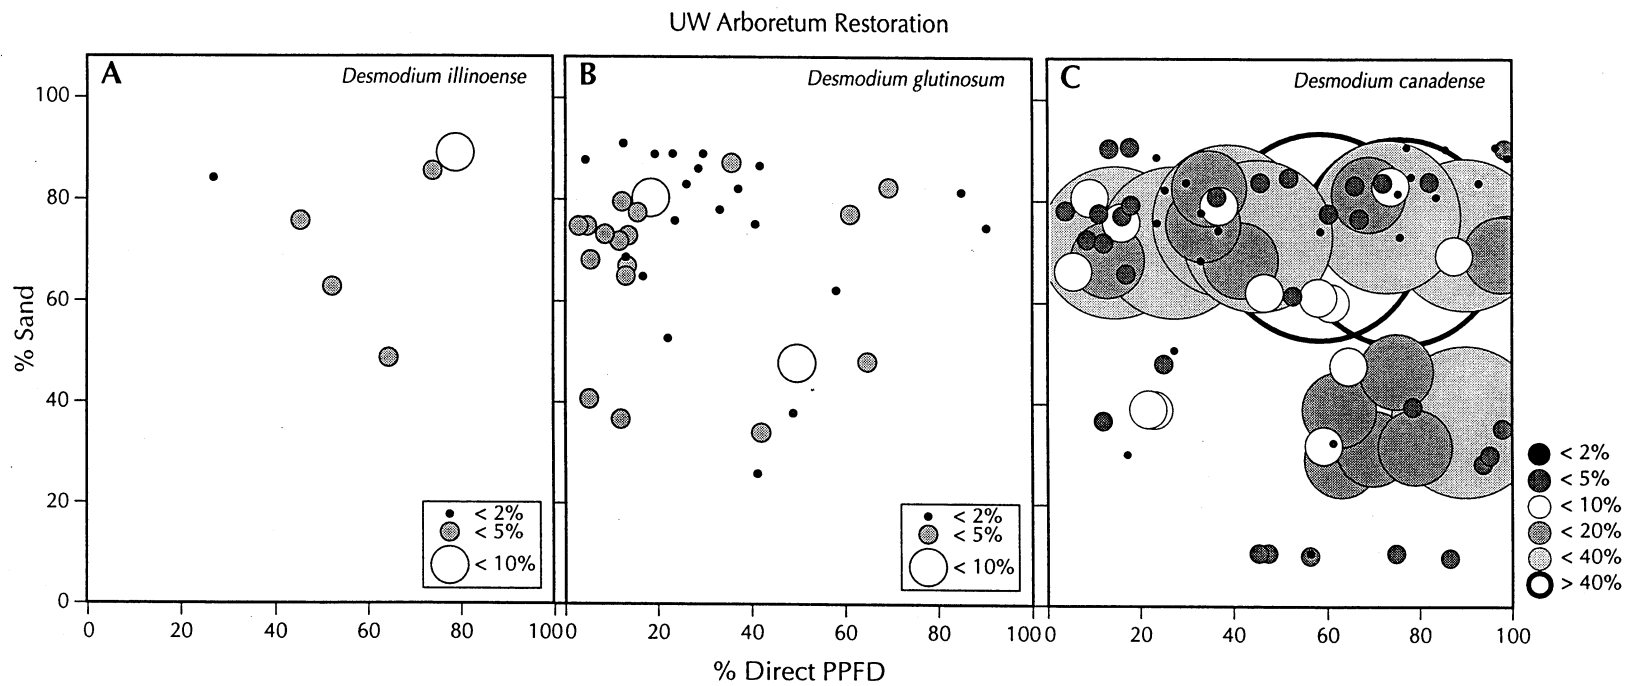 UW Arboretum Restoration
A
Desmodium illinoense
B
Desmodium glutinosum
C
Desmodium canadense
100
80
60
40
20
0
% Sand
< 2%
< 5%
< 10%
< 2%
< 5%
< 10%
< 2%
< 5%
< 10%
< 20%
< 40%
> 40%
0 20 40 60 80 100
0 20 40 60 80 100
0 20 40 60 80 100
% Direct PPFD